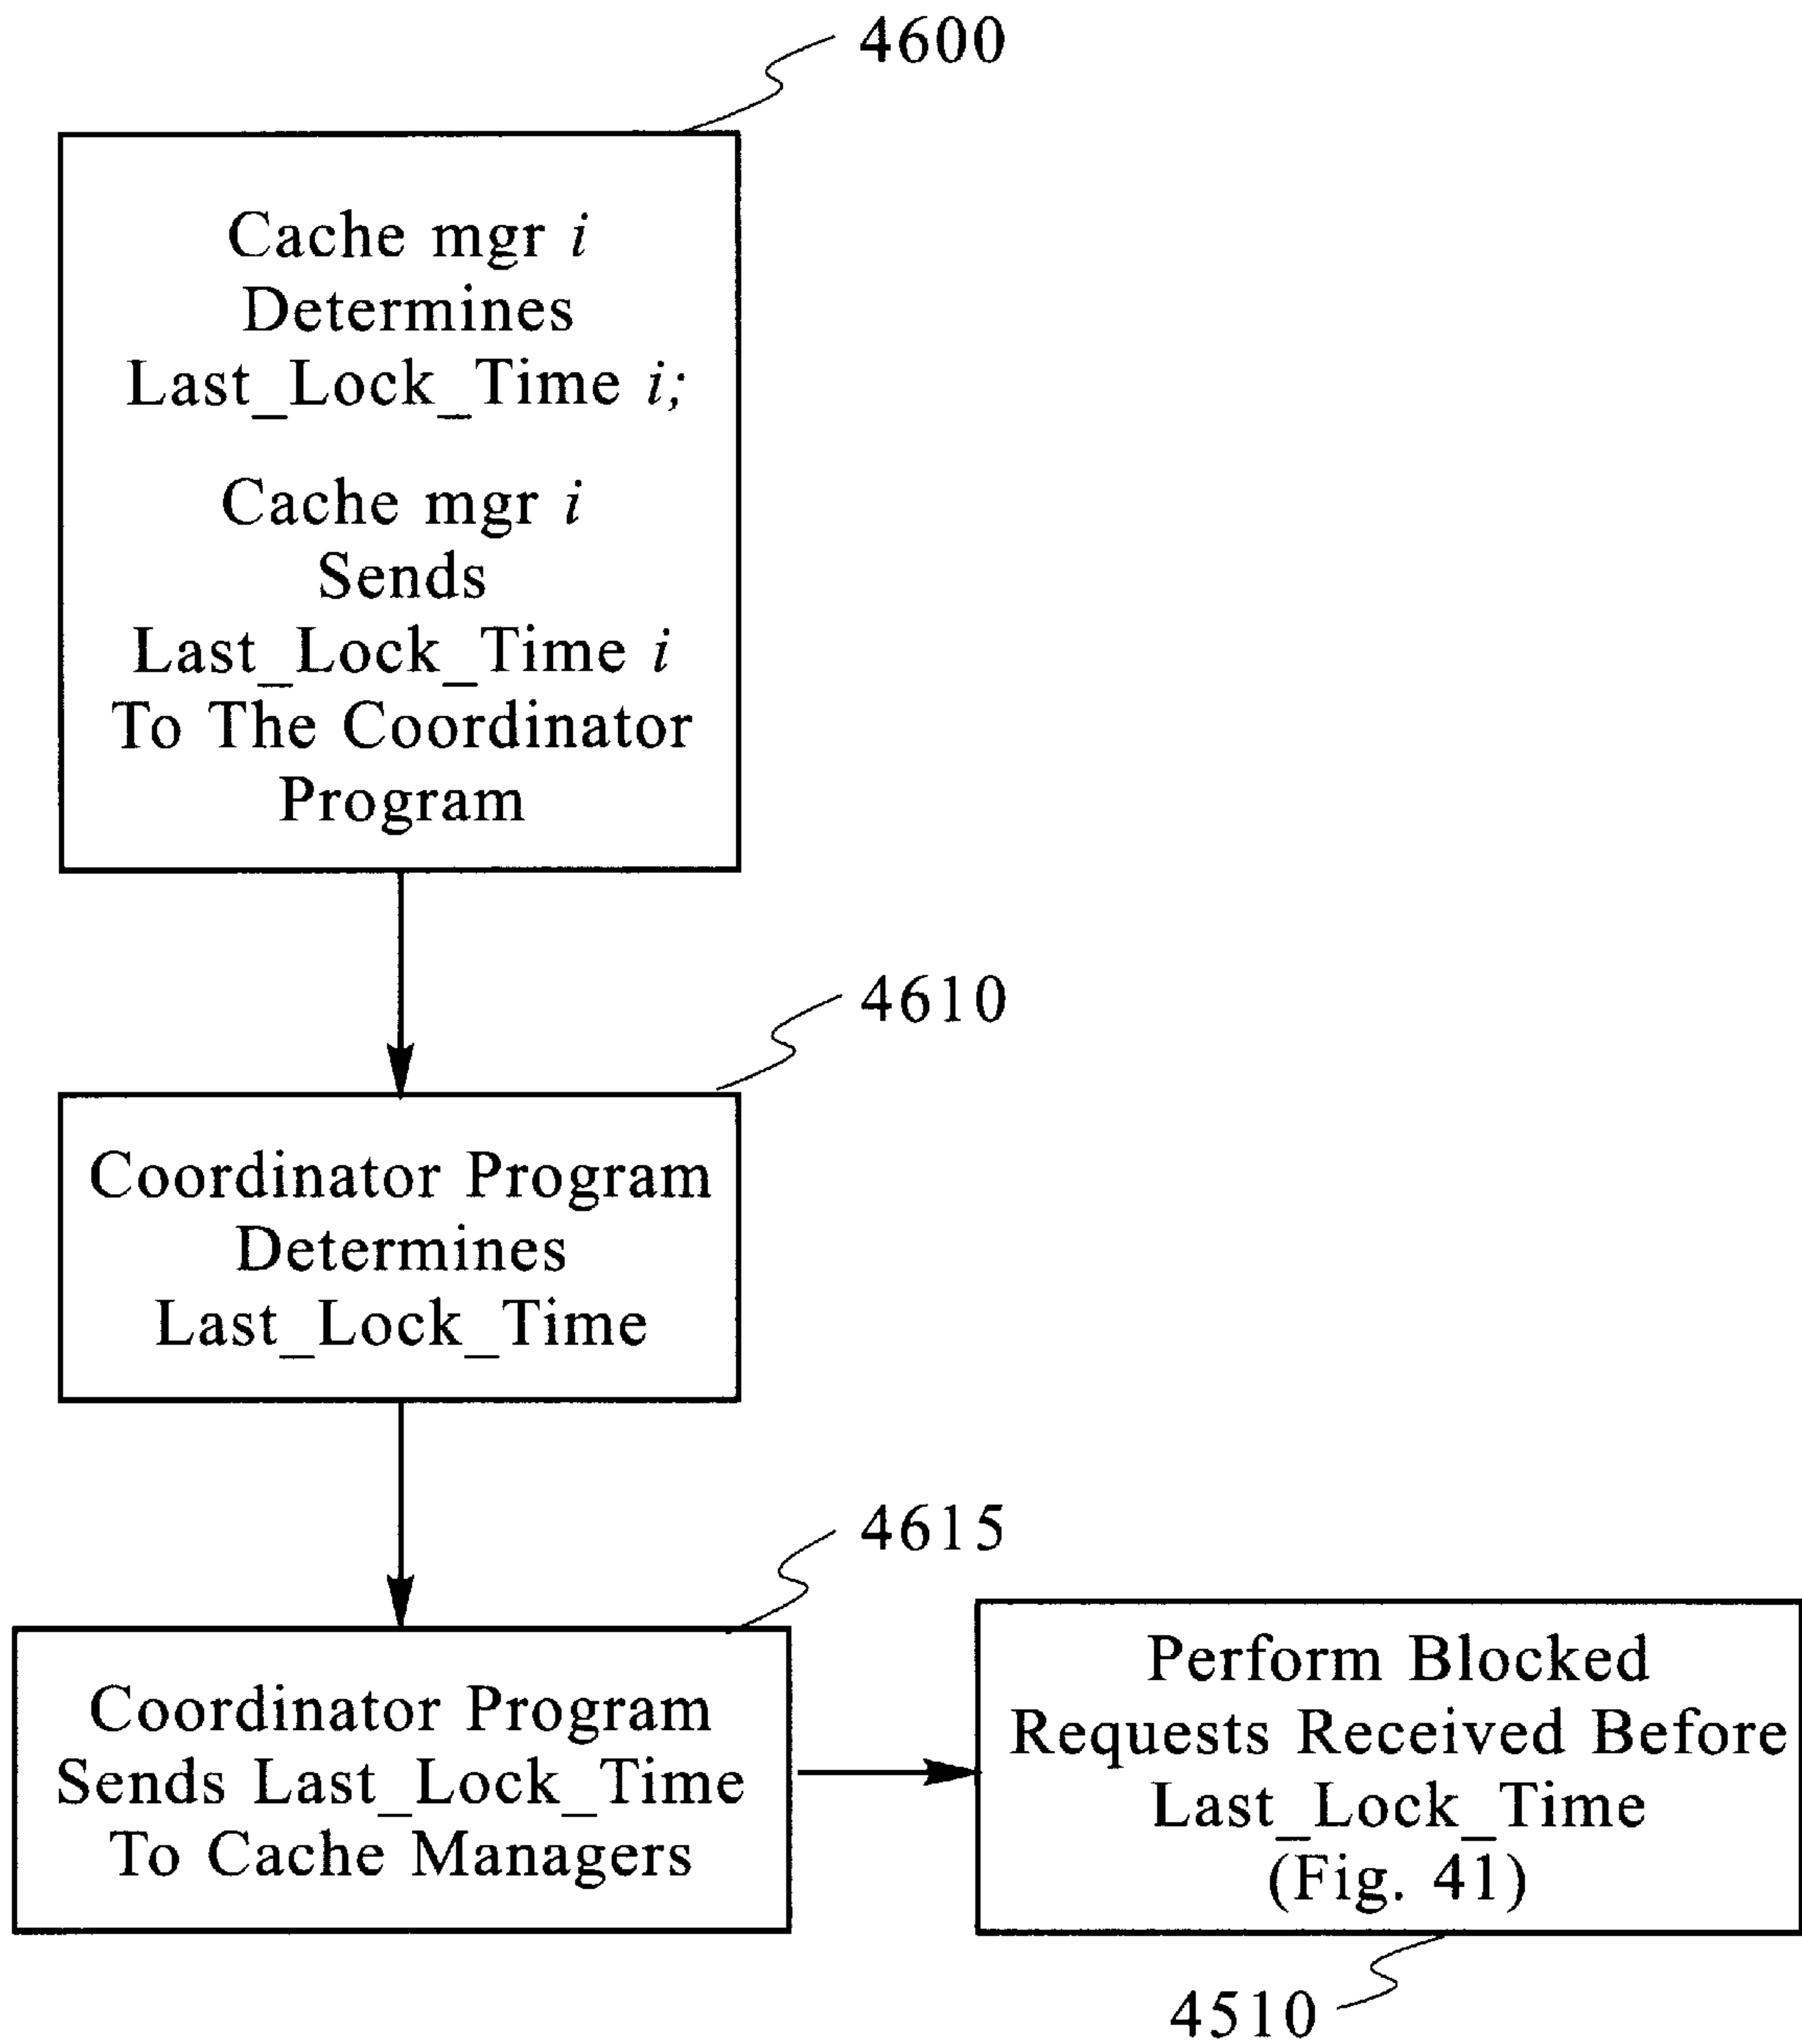 4600
Cache mgr i
Determines
Last_Lock_Time i;
Cache mgr i
Sends
Last_Lock_Time i
To The Coordinator
Program
4610
Coordinator Program
Determines
Last_Lock_Time
4615
Coordinator Program
Sends Last_Lock_Time
To Cache Managers
Perform Blocked
Requests Received Before
Last_Lock_Time
(Fig. 41)
4510